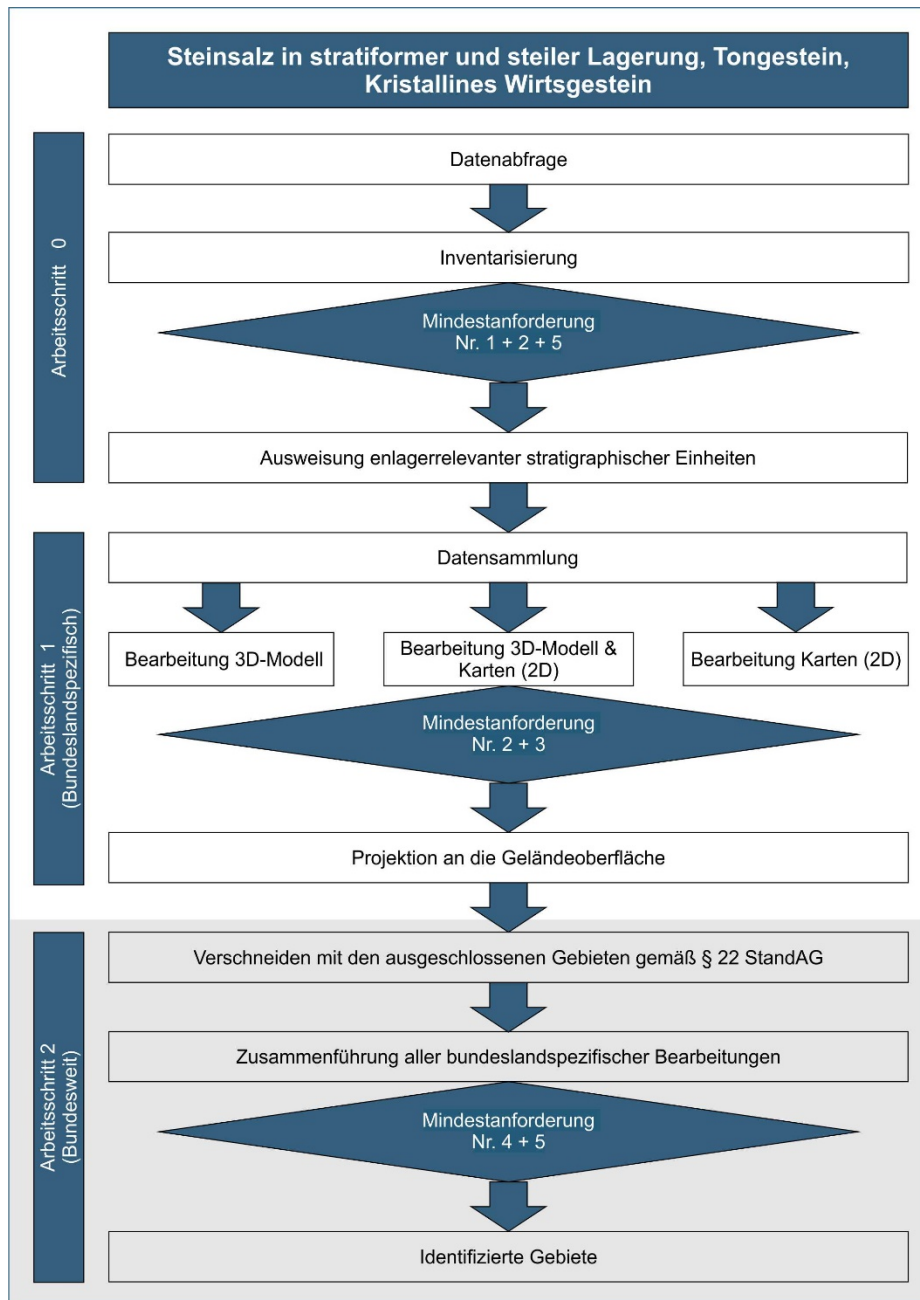 Steinsalz in stratiformer und steiler Lagerung, Tongestein,
Kristallines Wirtsgestein
Arbeitsschritt 0
Datenabfrage
Inventarisierung
Mindestanforderung
Nr. 1 + 2 + 5
Ausweisung enlagerrelevanter stratigraphischer Einheiten
Arbeitsschritt 1
(Bundeslandspezifisch)
Datensammlung
Bearbeitung 3D-Modell
Bearbeitung 3D-Modell &
Karten (2D)
Bearbeitung Karten (2D)
Mindestanforderung
Nr. 2 + 3
Projektion an die Geländeoberfläche
Arbeitsschritt 2
(Bundesweit)
Verschneiden mit den ausgeschlossenen Gebieten gemäß § 22 StandAG
Zusammenführung aller bundeslandspezifischer Bearbeitungen
Mindestanforderung
Nr. 4 + 5
Identifizierte Gebiete